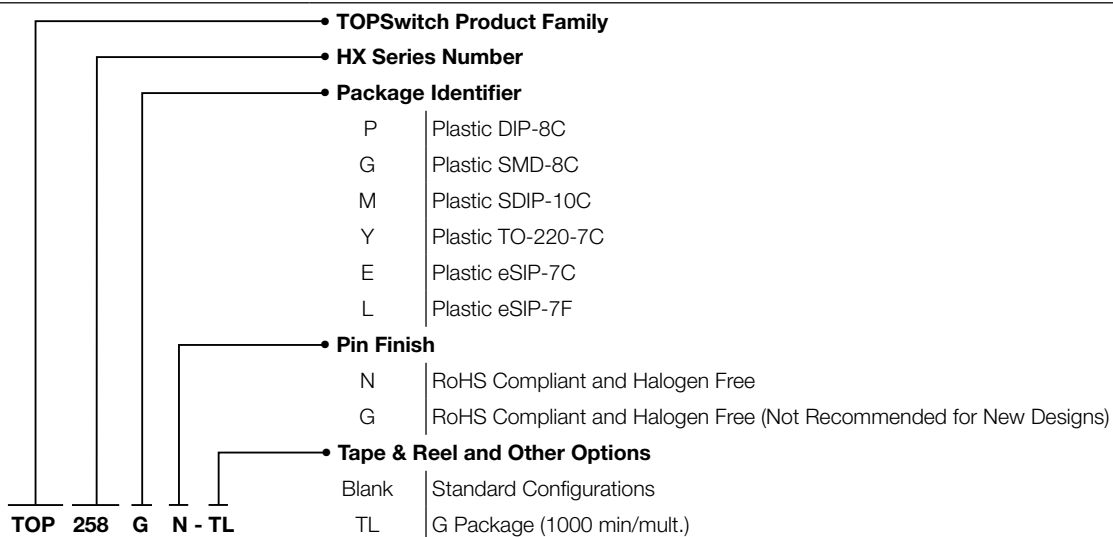 TOPSwitch Product Family
HX Series Number
Package Identifier
P Plastic DIP-8C
G Plastic SMD-8C
M Plastic SDIP-10C
Y Plastic TO-220-7C
E Plastic eSIP-7C
L Plastic eSIP-7F
Pin Finish
N RoHS Compliant and Halogen Free
G RoHS Compliant and Halogen Free (Not Recommended for New Designs)
Tape & Reel and Other Options
Blank Standard Configurations
TL G Package (1000 min/mult.)
TOP 258 G N - TL